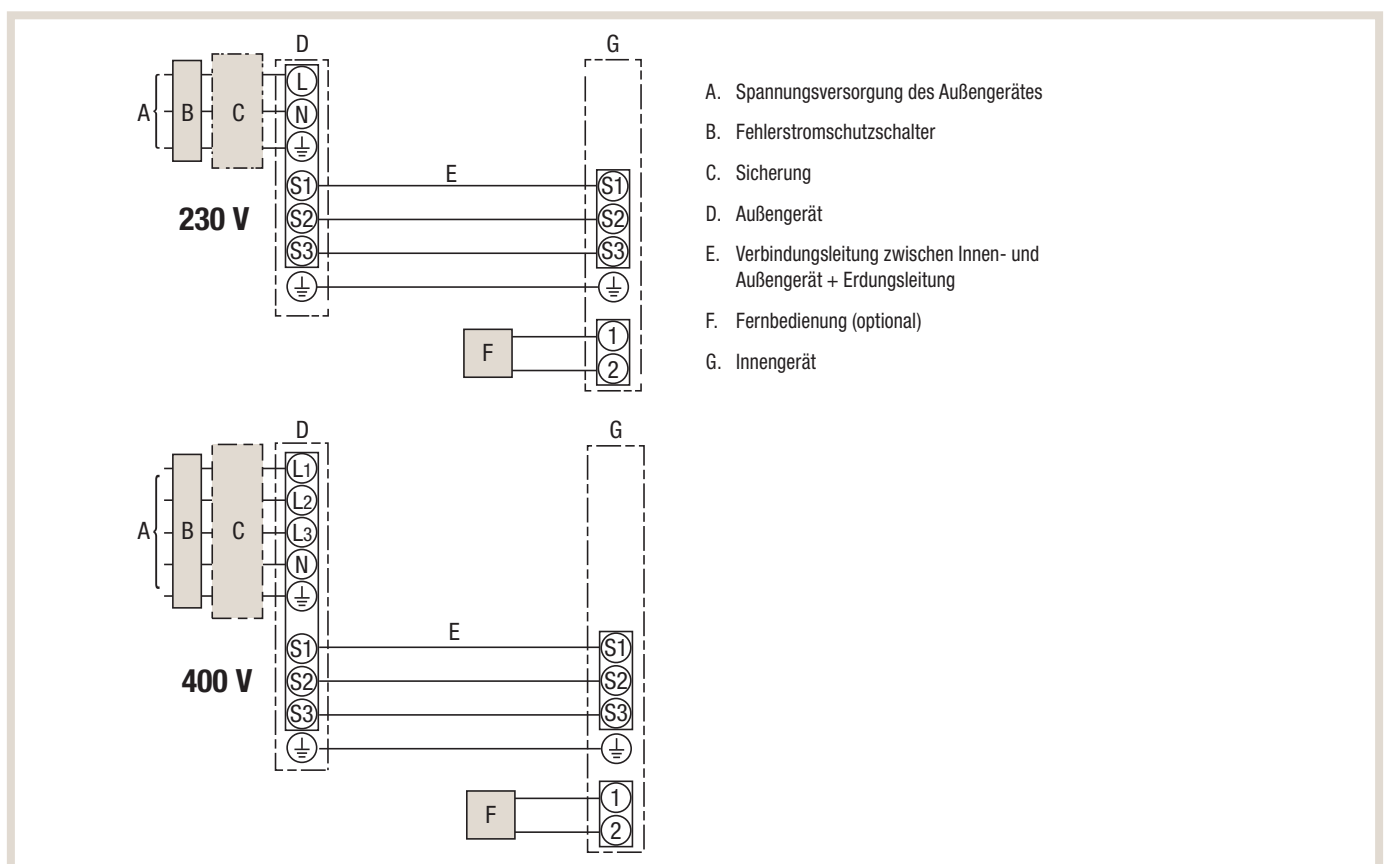 D
G
A
B
C
L
N
S1
S2
S3
E
S1
S2
S3
230 V
F
1
2
D
G
A
B
C
L1
L2
L3
N
S1
S2
S3
E
S1
S2
S3
400 V
F
1
2
A. Spannungsversorgung des Außengerätes
B. Fehlerstromschutzschalter
C. Sicherung
D. Außengerät
E. Verbindungsleitung zwischen Innen- und
Außengerät + Erdungsleitung
F. Fernbedienung (optional)
G. Innengerät